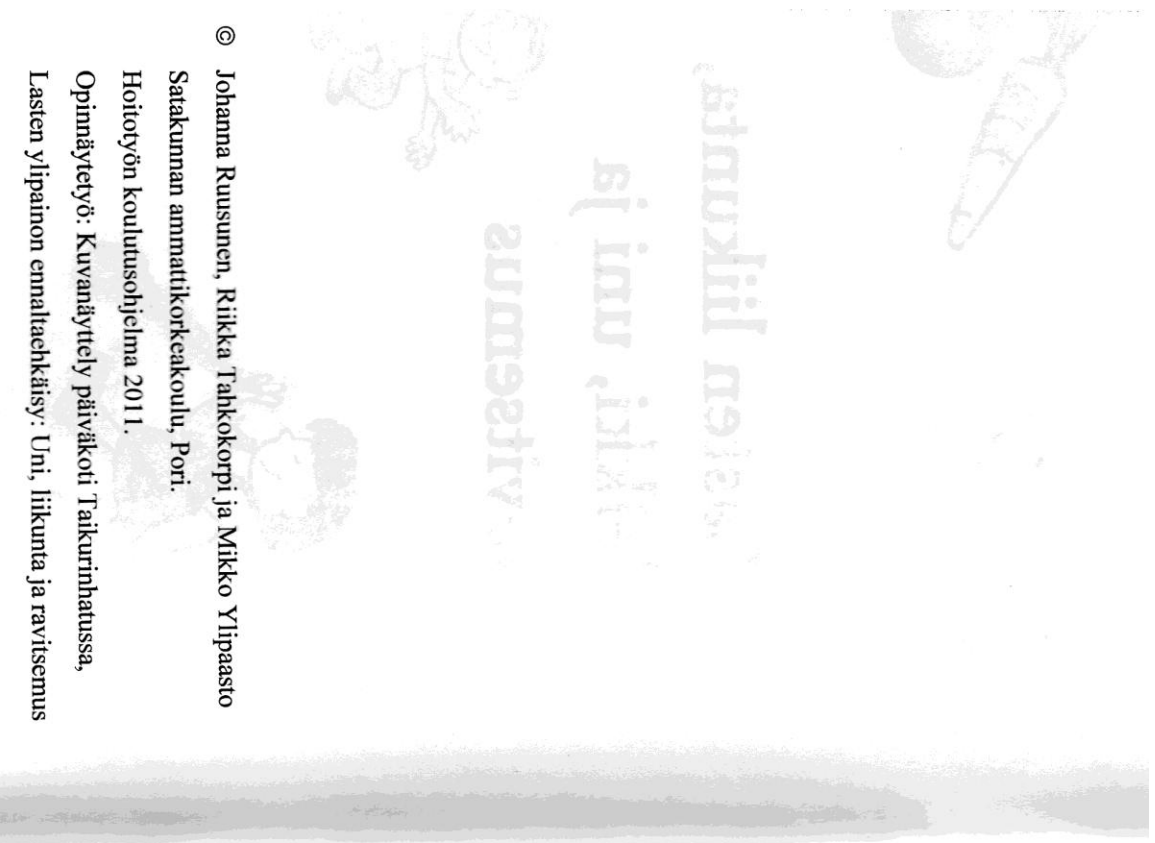 © Johanna Ruusunen, Riikka Tahkokorpi ja Mikko Ylipaasto
Satakunnan ammattikorkeakoulu, Pori.
Hoitotyön koulutusohjelma 2011.
Opinnäytetyö: Kuvanäyttely päiväkoti Taikurinhatussa,
Lasten ylipainon ennaltaehkäisy: Uni, liikunta ja ravitsemus